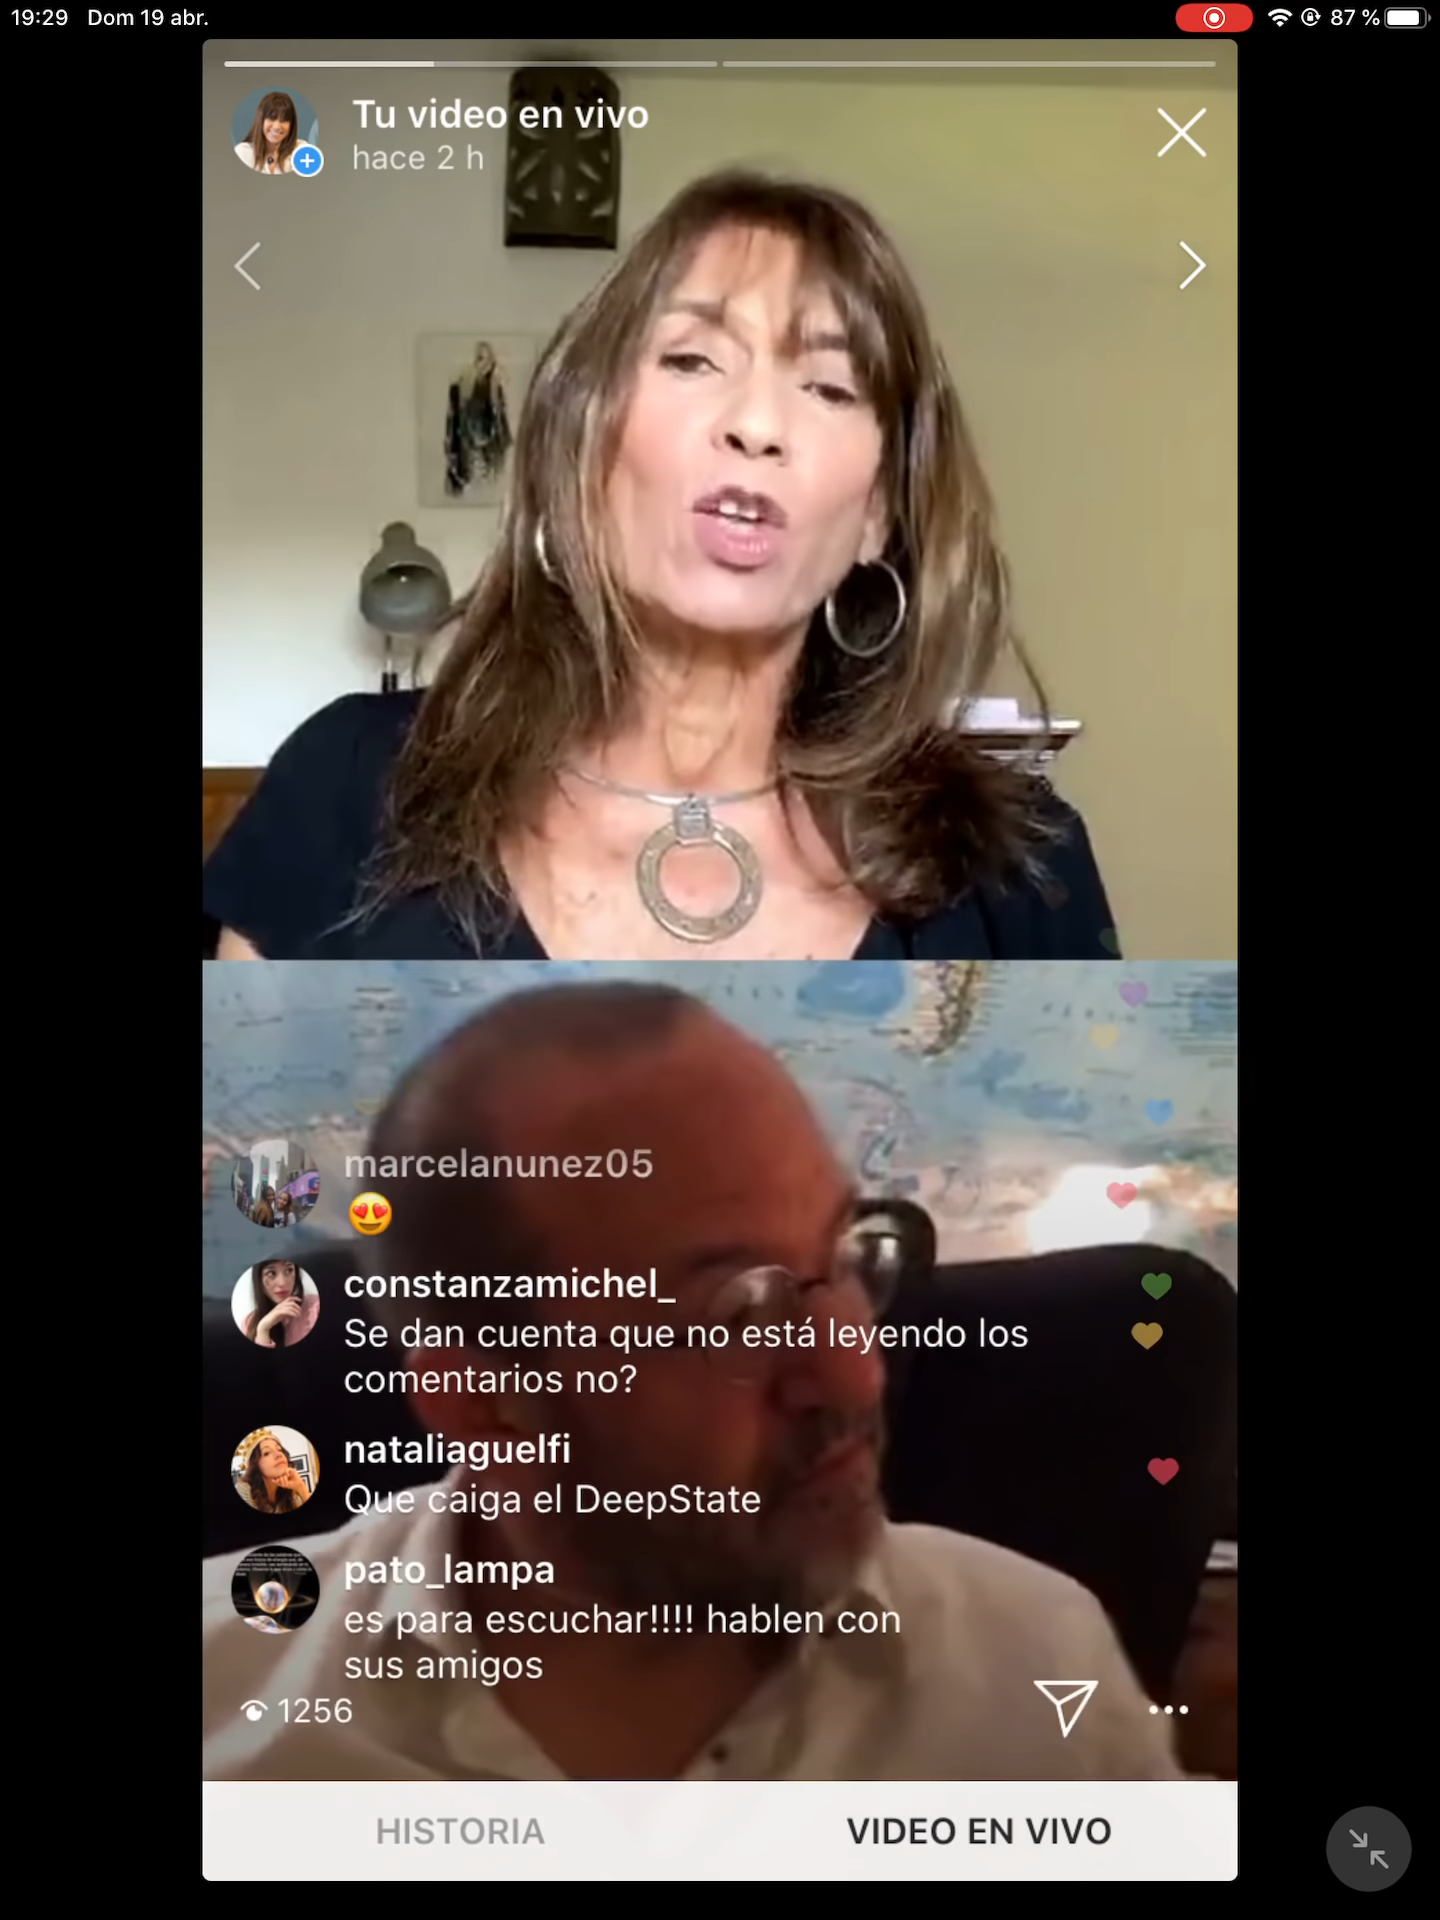 19:29 Dom 19 abr.
87 %
Tu video en vivo
hace 2 h
marcelanunez05
😍
constanzamichel_
Se dan cuenta que no está leyendo los
comentarios no?
nataliaguelfi
Que caiga el DeepState
pato_lampa
es para escuchar!!!! hablen con
sus amigos
1256
HISTORIA
VIDEO EN VIVO